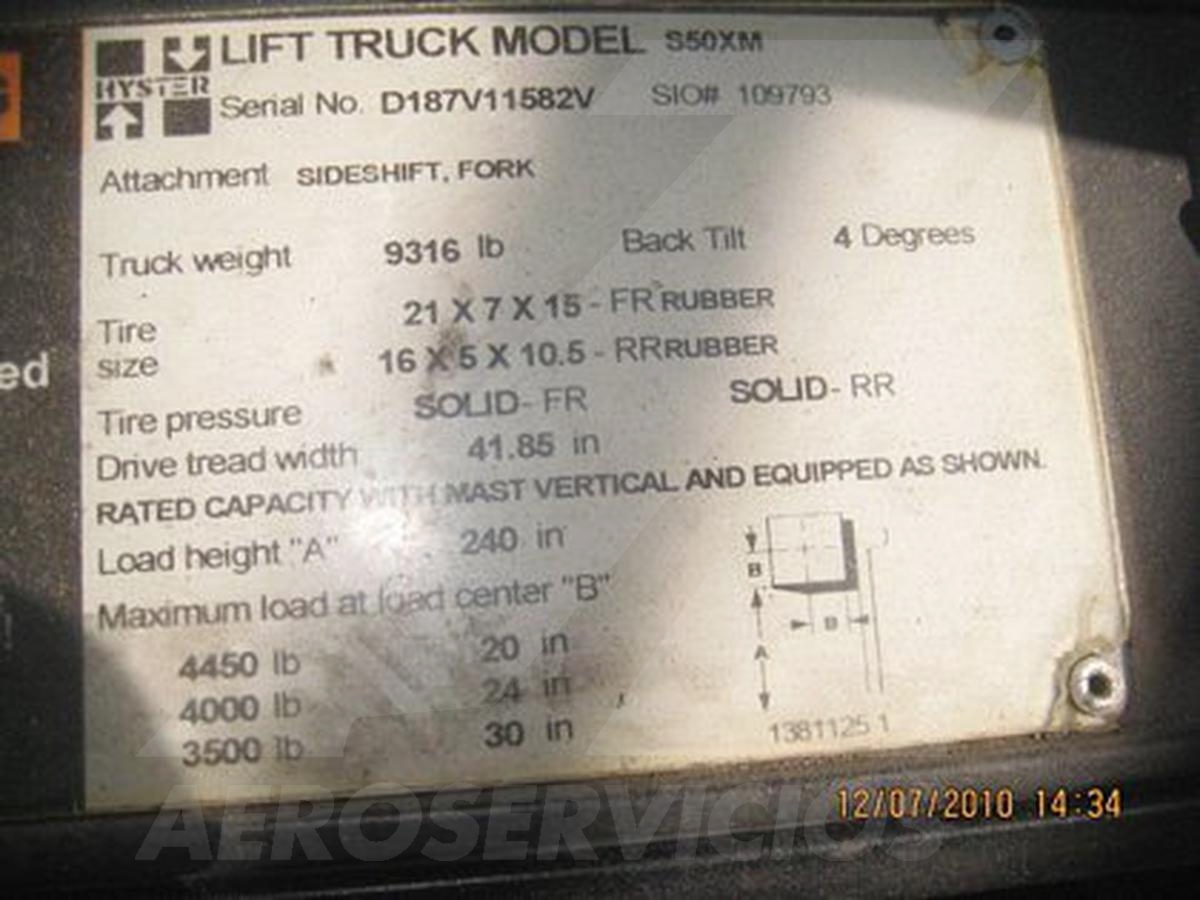 HYSTER
LIFT TRUCK MODEL S50XM
Serial No. D187V11582V SIO# 109793
Attachment SIDESHIFT, FORK
Truck weight 9316 lb Back Tilt 4 Degrees
Tire size
21 X 7 X 15 - FR RUBBER
16 X 5 X 10.5 - RR RUBBER
Tire pressure SOLID- FR SOLID- RR
Drive tread width 41.85 in
RATED CAPACITY WITH MAST VERTICAL AND EQUIPPED AS SHOWN.
Load height "A" 240 in
Maximum load at load center "B"
4450 lb 20 in
4000 lb 24 in
3500 lb 30 in
B
B
A
1381125 1
ed
12/07/2010 14:34
AEROSERVICIOS